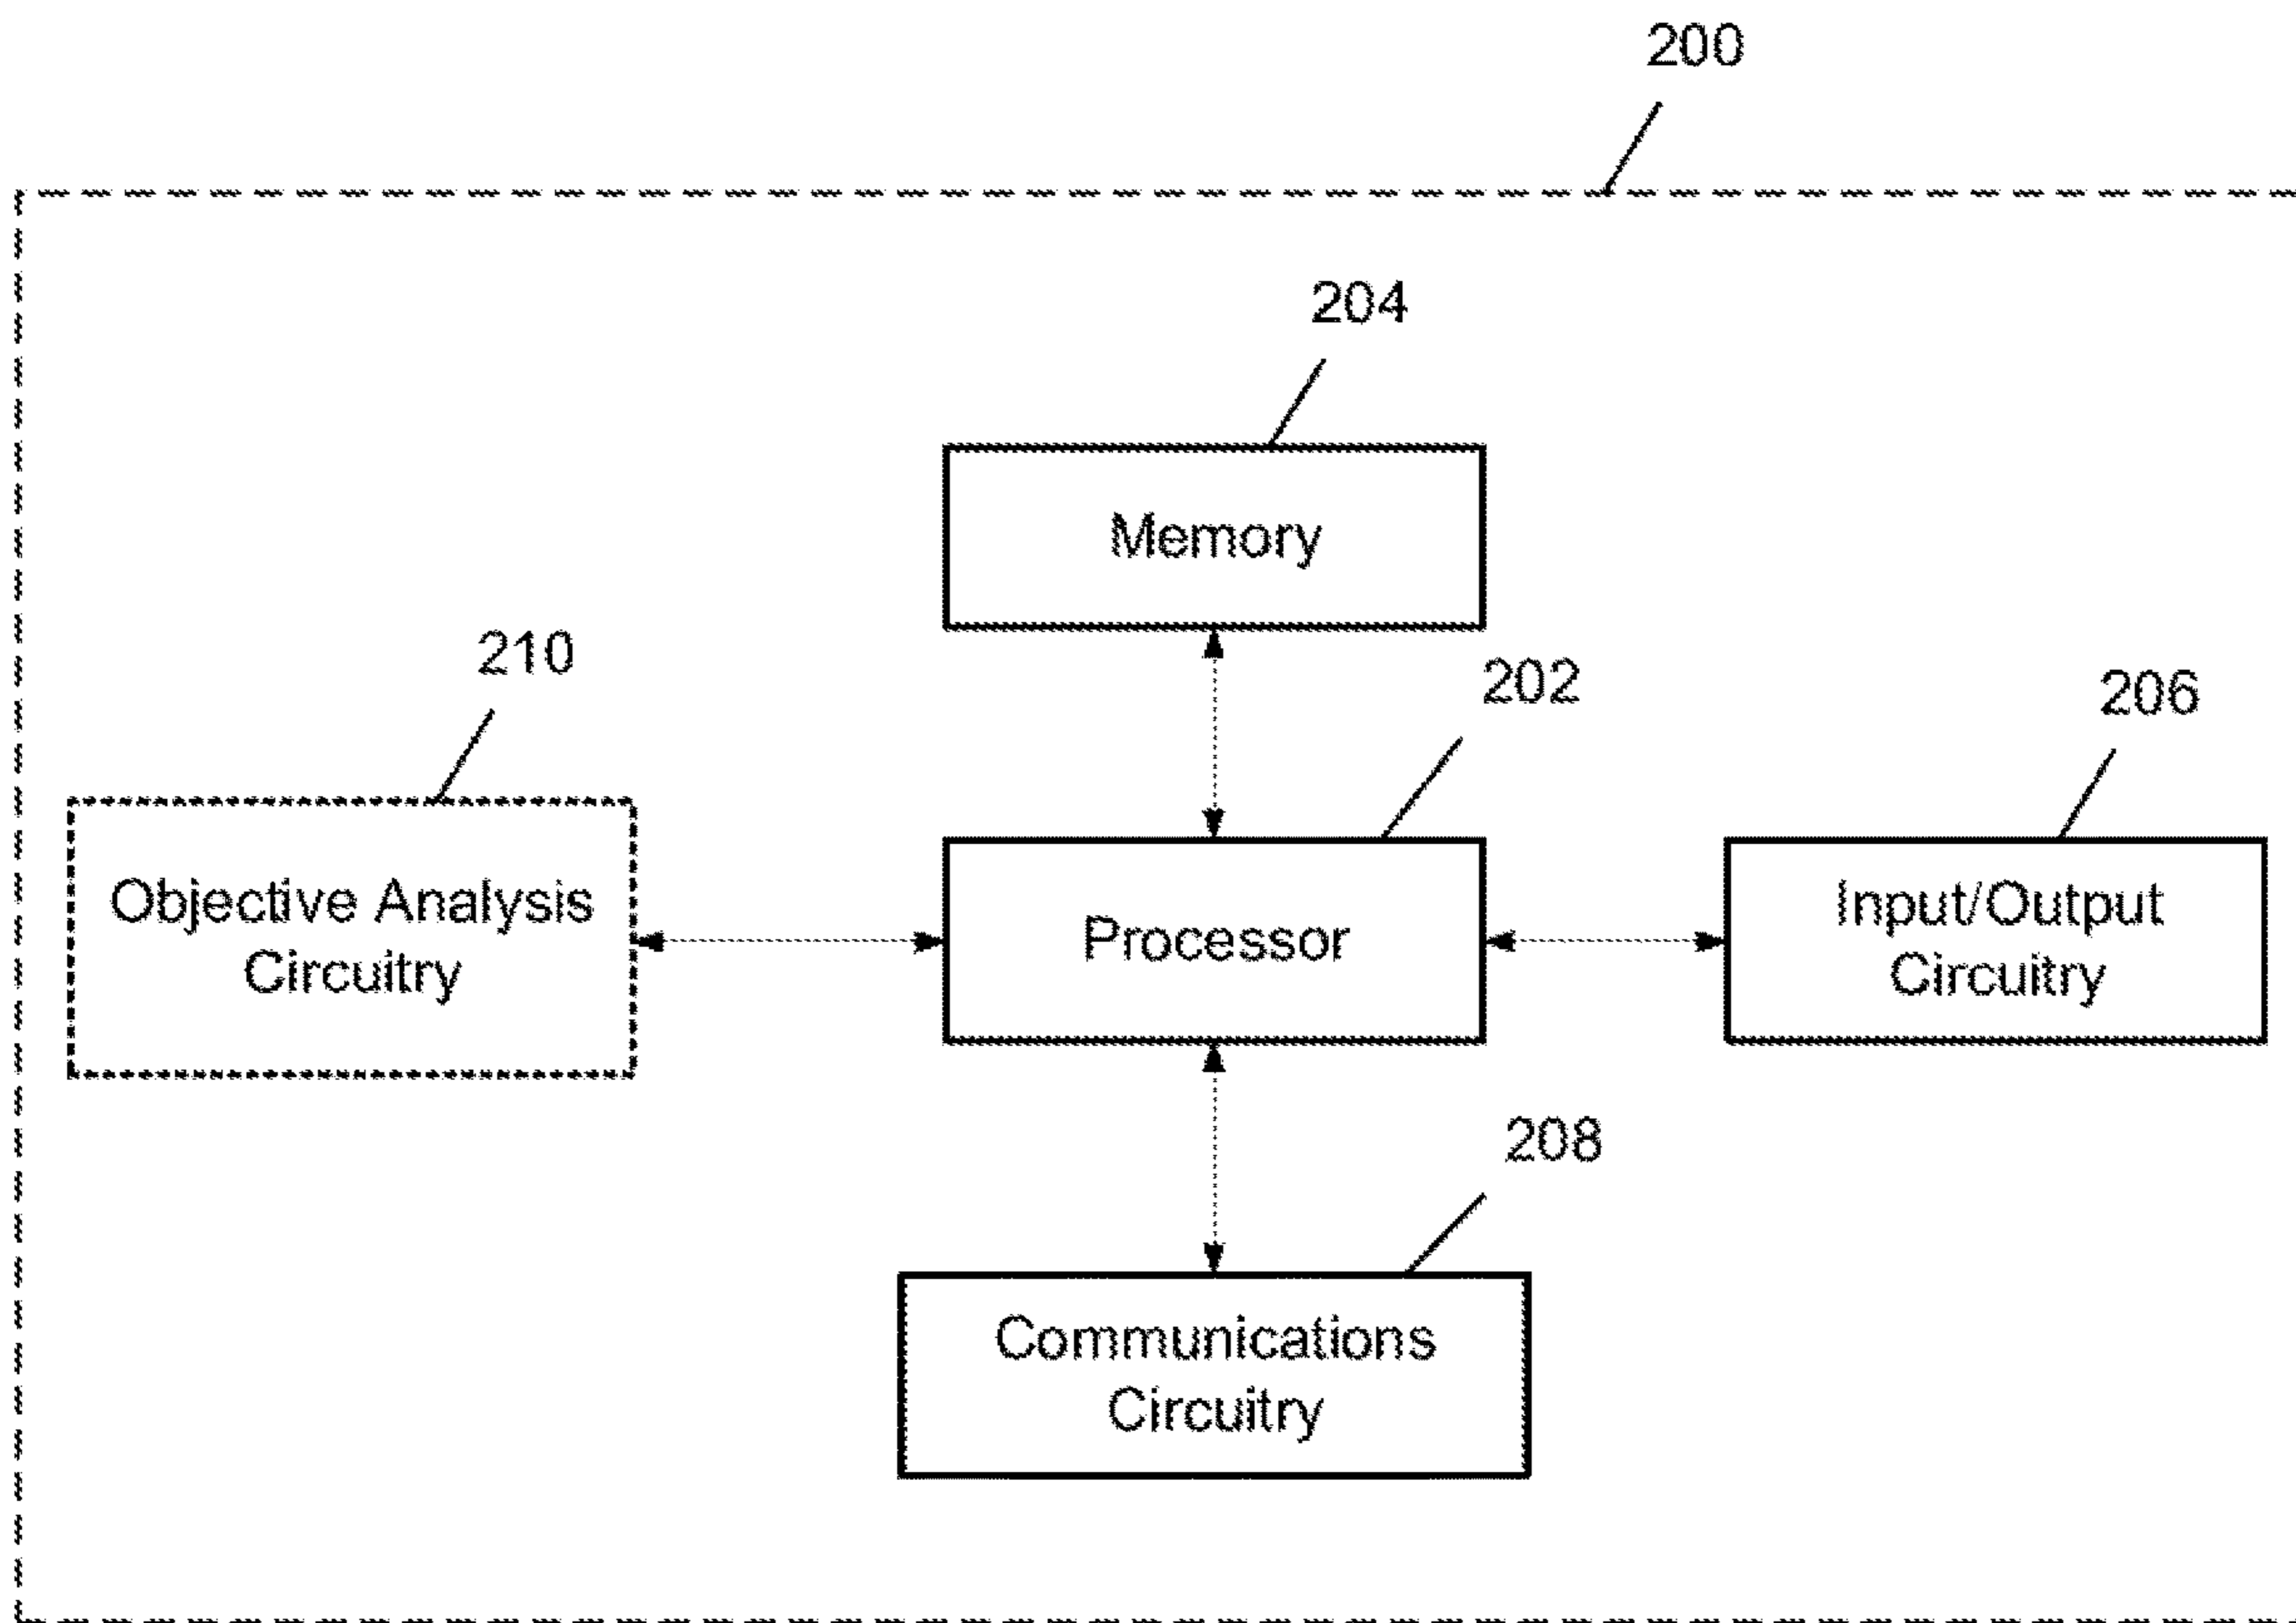 200
204
Memory
210
202
206
Objective Analysis
Circuitry
Processor
Input/Output
Circuitry
208
Communications
Circuitry